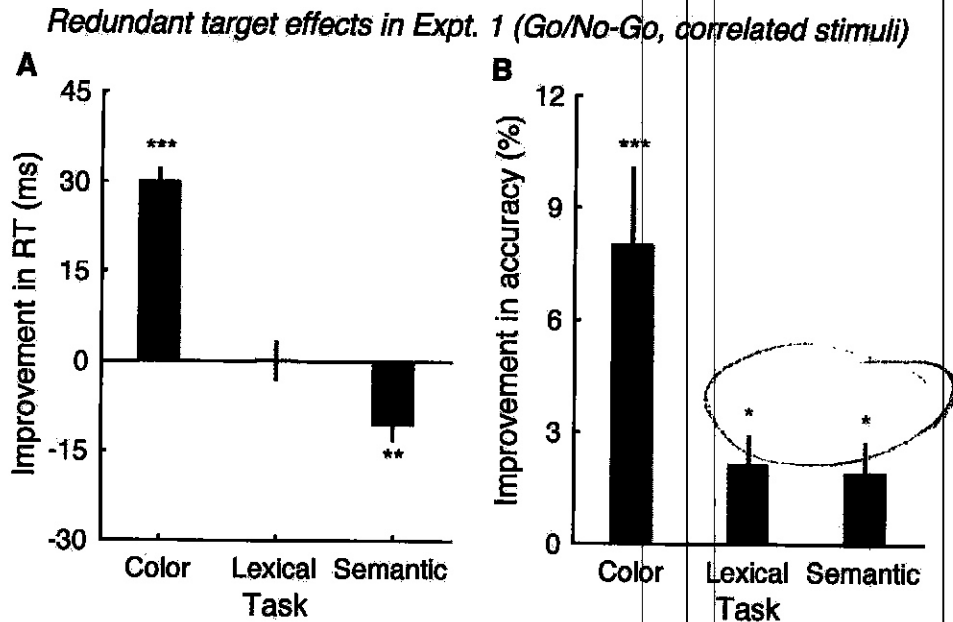 Redundant target effects in Expt. 1 (Go/No-Go, correlated stimuli)
A
Improvement in RT (ms)
45
30
15
0
-15
-30
***
**
Color Lexical Semantic
Task
B
Improvement in accuracy (%)
12
9
6
3
0
***
*
*
Color Lexical Semantic
Task